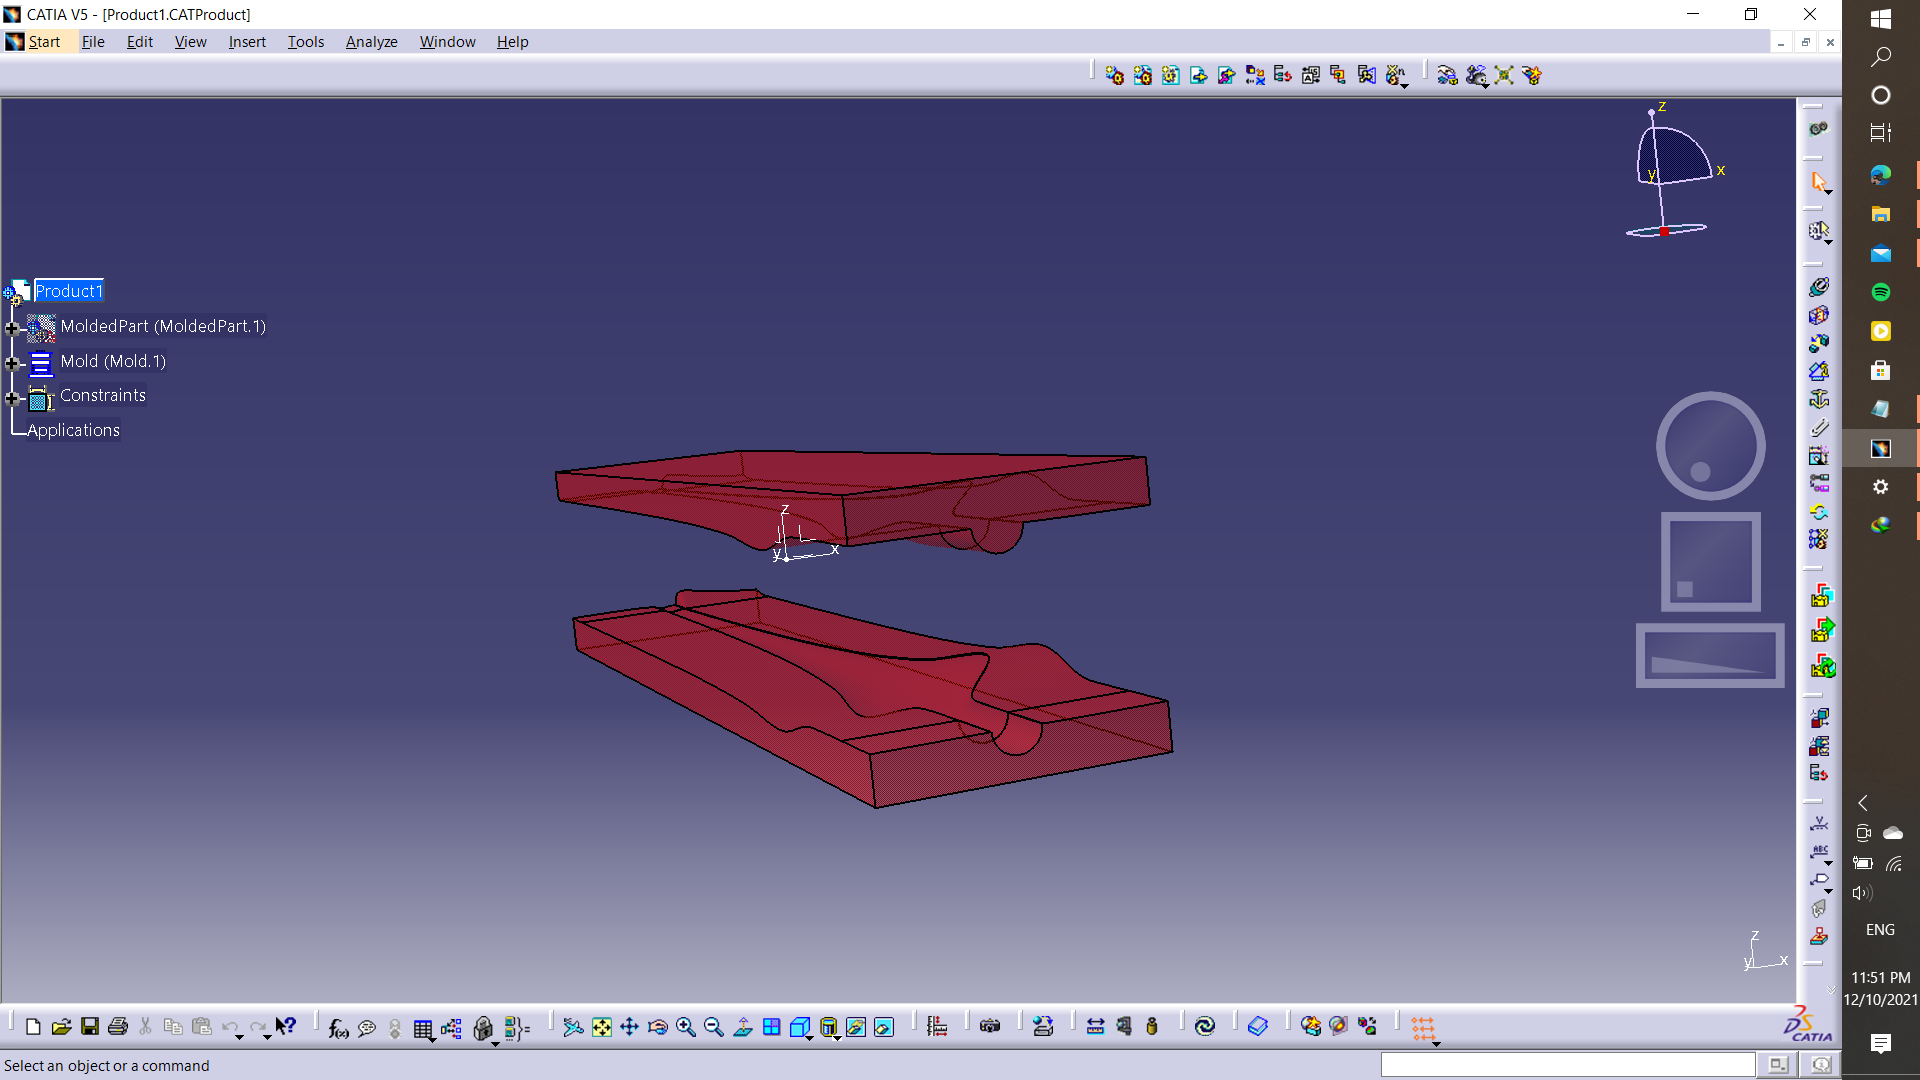 CATIA V5 - [Product1.CATProduct]
Start File Edit View Insert Tools Analyze Window Help
z
x
y
Product1
MoldedPart (MoldedPart.1)
Mold (Mold.1)
Constraints
Applications
z
y x
z
y x
ABC
ENG
11:51 PM
12/10/2021
f(x)
CATIA
Select an object or a command